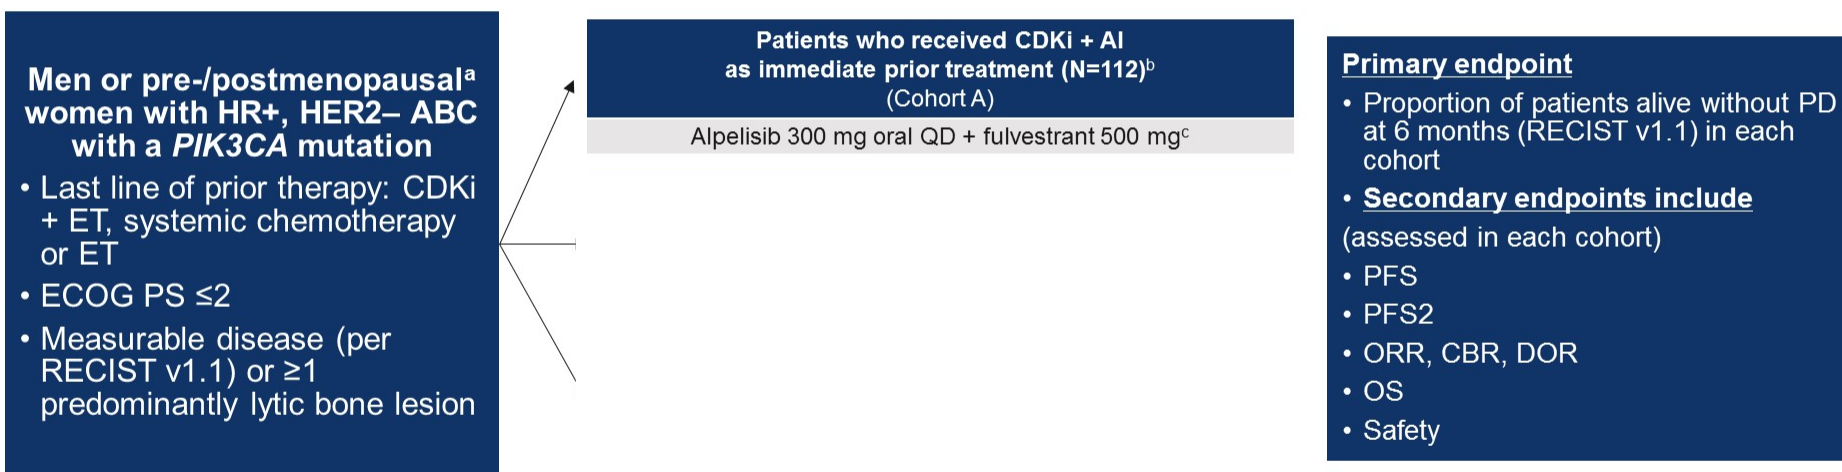 Men or pre-/postmenopausalᵃ
women with HR+, HER2– ABC
with a PIK3CA mutation
• Last line of prior therapy: CDKi
+ ET, systemic chemotherapy
or ET
• ECOG PS ≤2
• Measurable disease (per
RECIST v1.1) or ≥1
predominantly lytic bone lesion
Patients who received CDKi + AI
as immediate prior treatment (N=112)ᵇ
(Cohort A)
Alpelisib 300 mg oral QD + fulvestrant 500 mgᶜ
Primary endpoint
• Proportion of patients alive without PD
at 6 months (RECIST v1.1) in each
cohort
• Secondary endpoints include
(assessed in each cohort)
• PFS
• PFS2
• ORR, CBR, DOR
• OS
• Safety